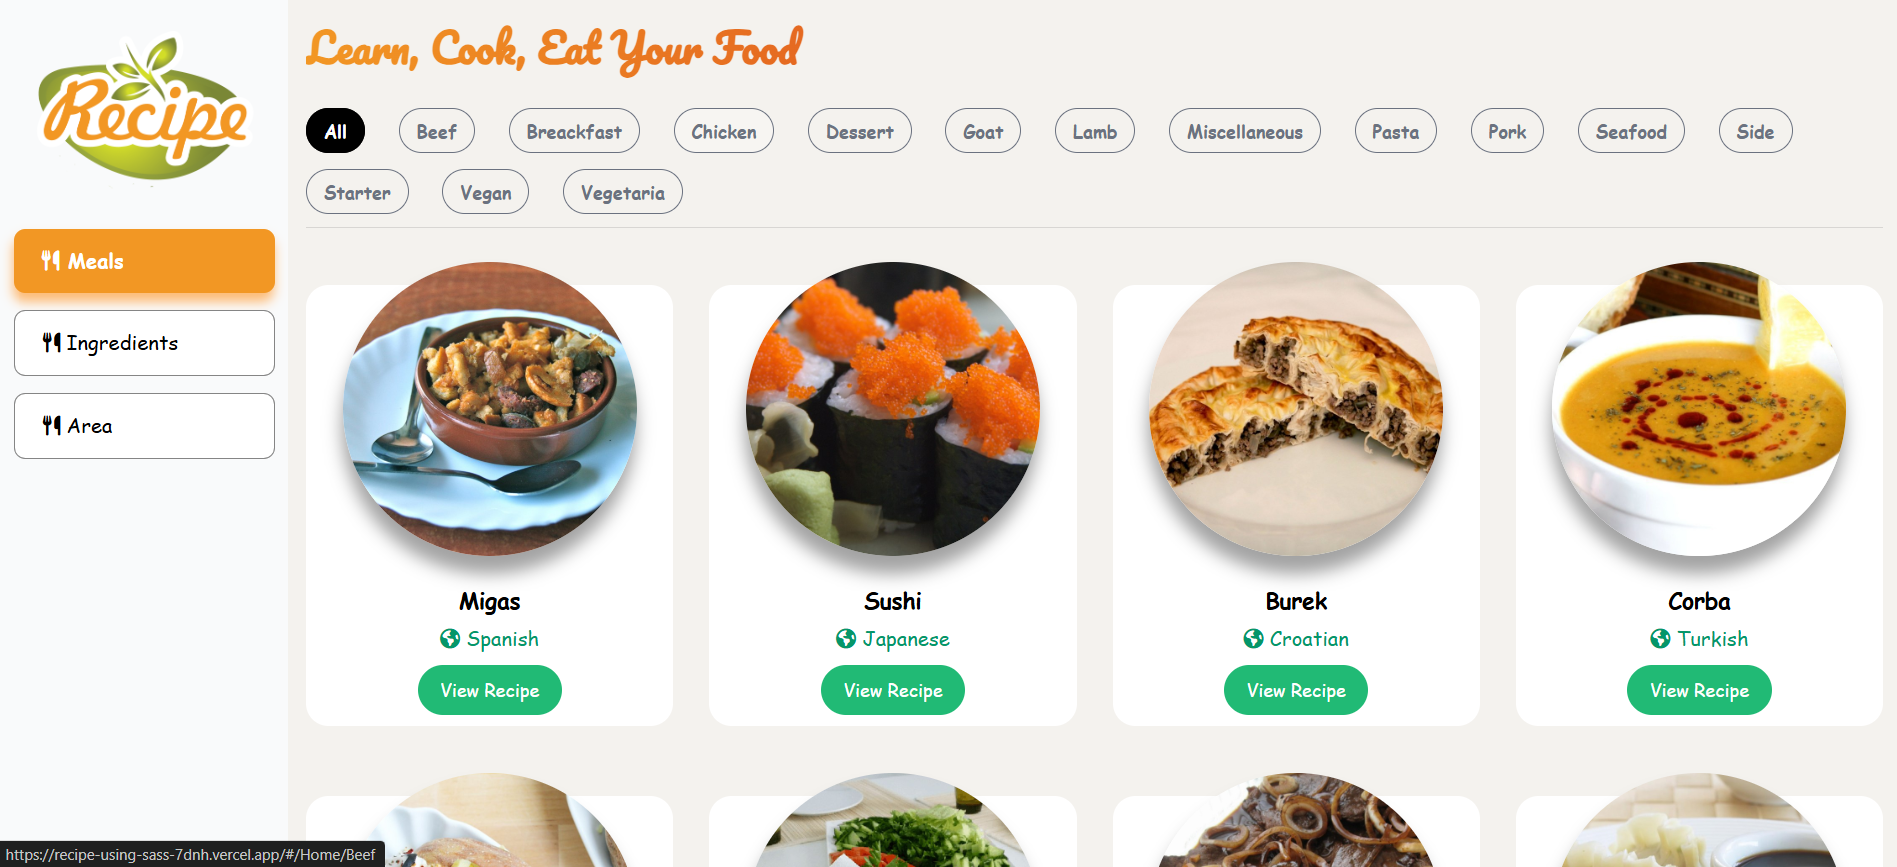 Recipe
Meals
Ingredients
Area
Learn, Cook, Eat Your Food
All Beef Breackfast Chicken Dessert Goat Lamb Miscellaneous Pasta Pork Seafood Side
Starter Vegan Vegetaria
Migas
Spanish
View Recipe
Sushi
Japanese
View Recipe
Burek
Croatian
View Recipe
Corba
Turkish
View Recipe
https://recipe-using-sass-7dnh.vercel.app/#/Home/Beef